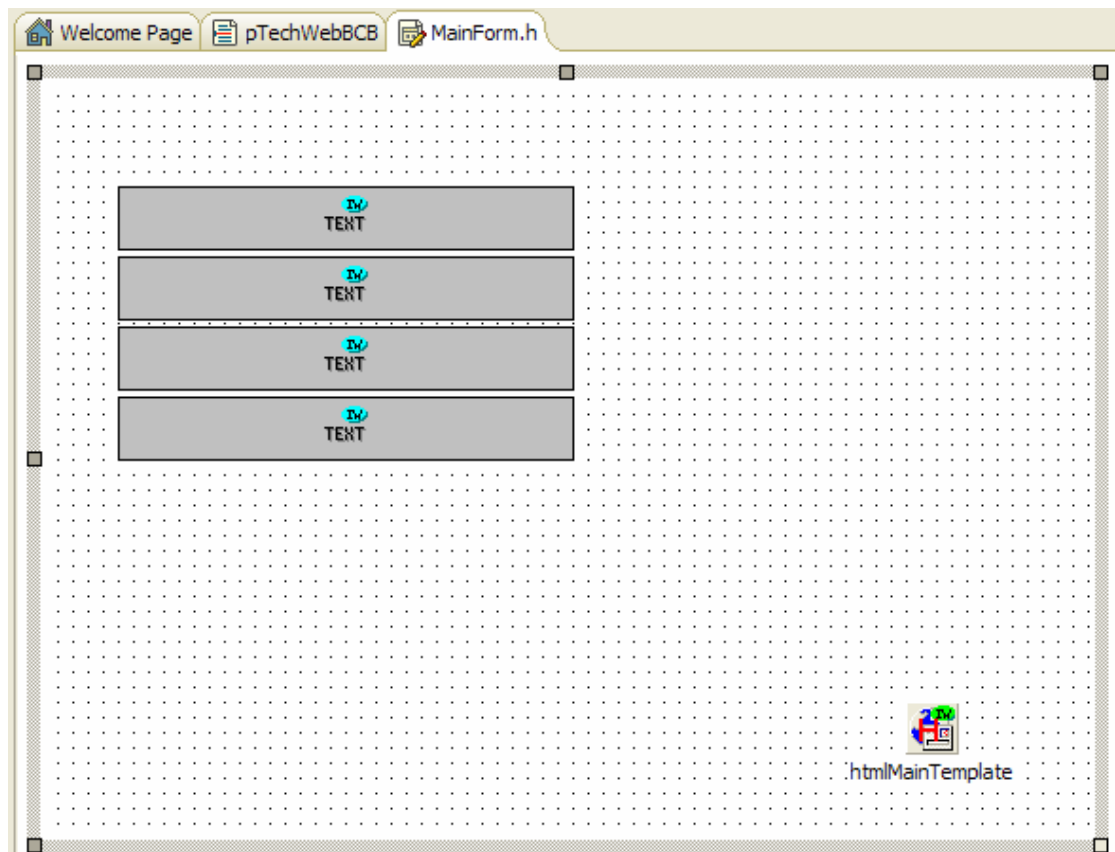 Welcome Page pTechWebBCB MainForm.h
IW
TEXT
IW
TEXT
IW
TEXT
IW
TEXT
IW
H
htmlMainTemplate